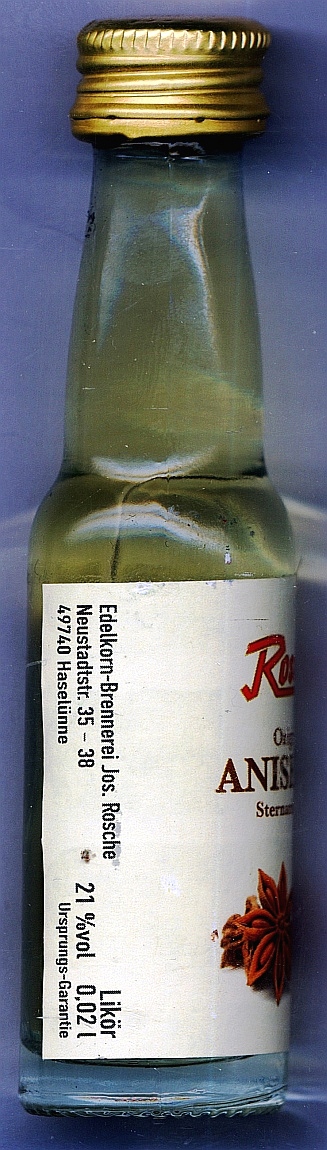 Edelkorn-Brennerei Jos. Rosche
Neustadtstr. 35 - 38
49740 Haselünne
Likör
21 %vol 0,02 l
Ursprungs-Garantie